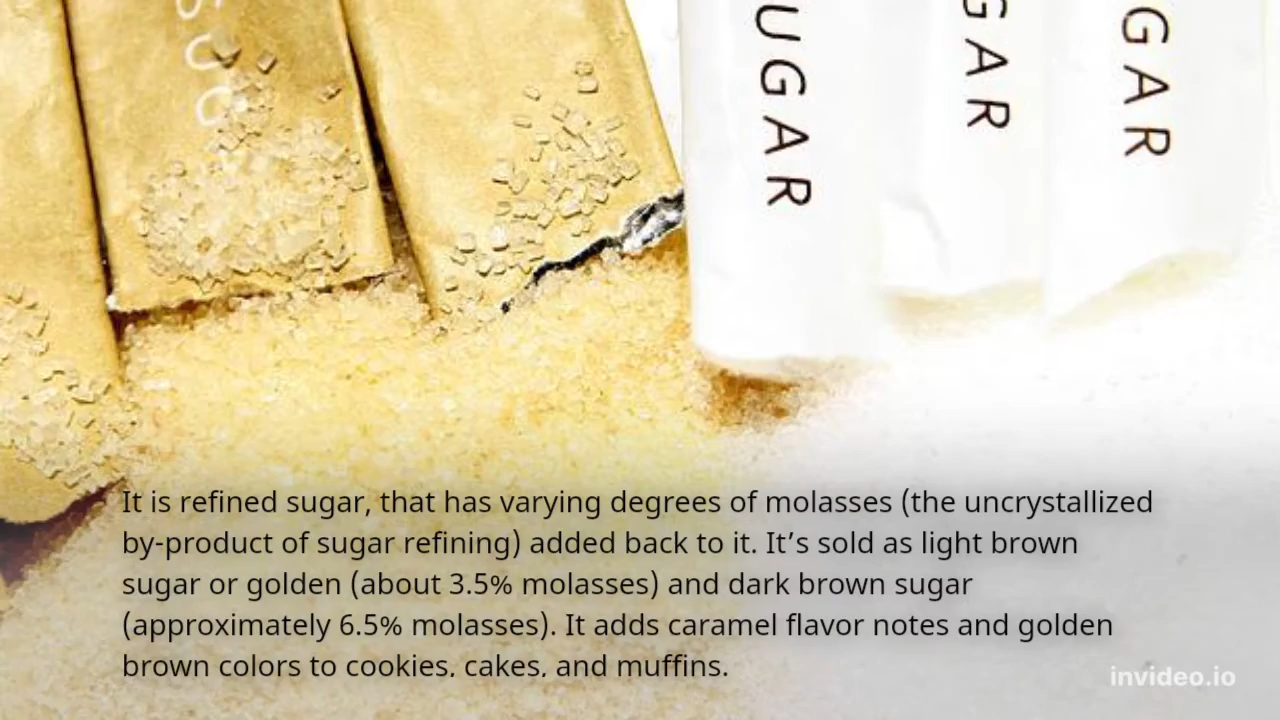 UGAR
GAR
GAR
It is refined sugar, that has varying degrees of molasses (the uncrystallized
by-product of sugar refining) added back to it. It’s sold as light brown
sugar or golden (about 3.5% molasses) and dark brown sugar
(approximately 6.5% molasses). It adds caramel flavor notes and golden
brown colors to cookies, cakes, and muffins.
invideo.io